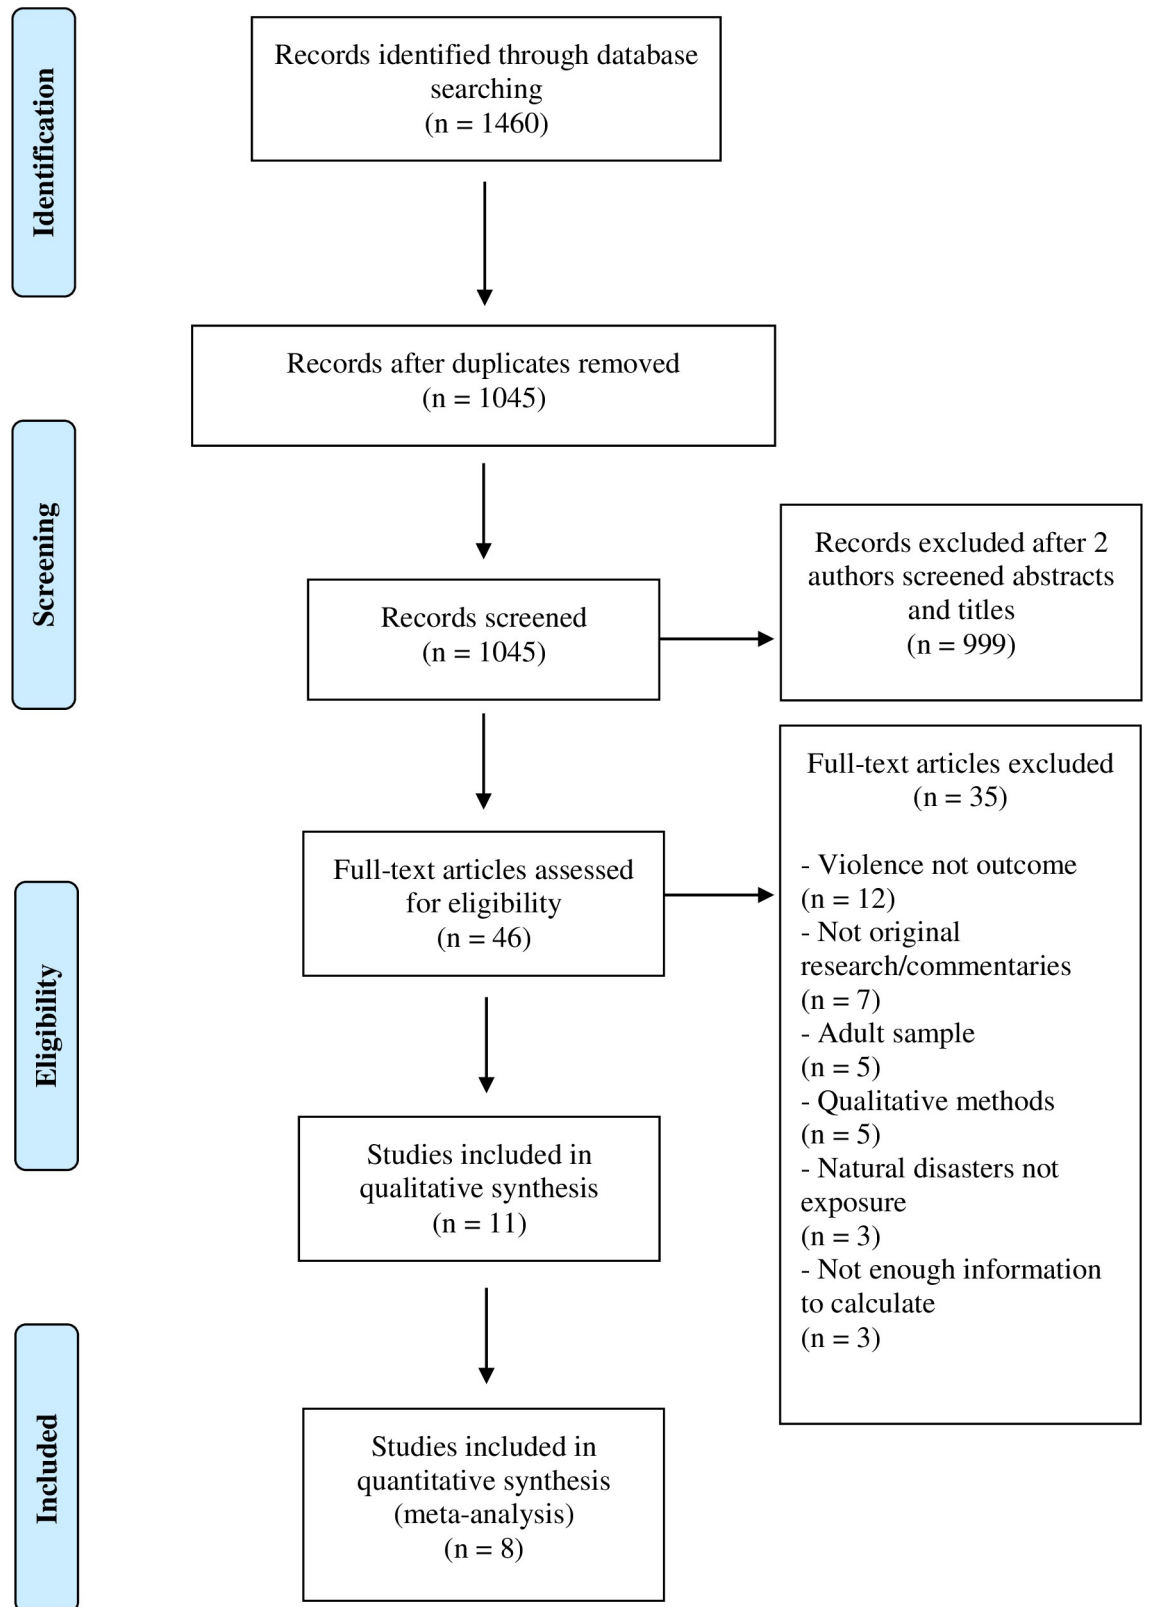 Identification
Records identified through database
searching
(n = 1460)
Records after duplicates removed
(n = 1045)
Screening
Records screened
(n = 1045)
Records excluded after 2
authors screened abstracts
and titles
(n = 999)
Eligibility
Full-text articles assessed
for eligibility
(n = 46)
Full-text articles excluded
(n = 35)
- Violence not outcome
(n = 12)
- Not original
research/commentaries
(n = 7)
- Adult sample
(n = 5)
- Qualitative methods
(n = 5)
- Natural disasters not
exposure
(n = 3)
- Not enough information
to calculate
(n = 3)
Studies included in
qualitative synthesis
(n = 11)
Included
Studies included in
quantitative synthesis
(meta-analysis)
(n = 8)